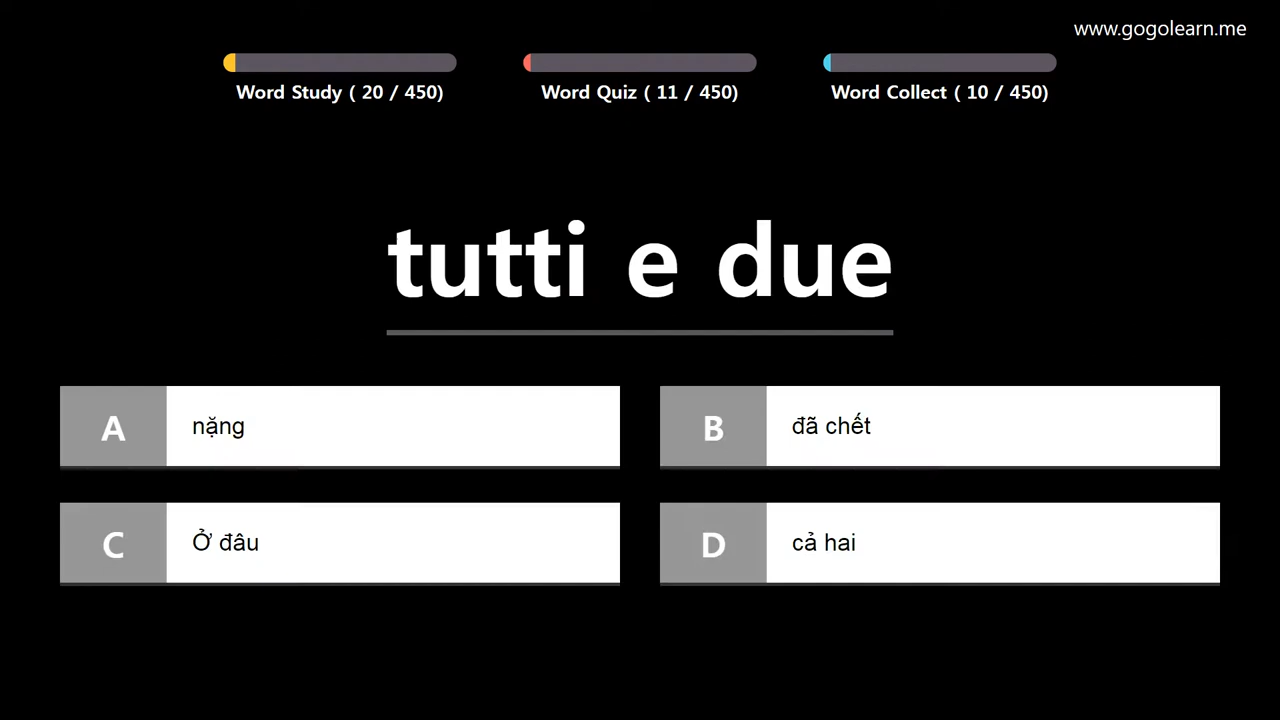 www.gogolearn.me
Word Study ( 20 / 450)
Word Quiz ( 11 / 450)
Word Collect ( 10 / 450)
tutti e due
A
nặng
B
đã chết
C
Ở đâu
D
cả hai